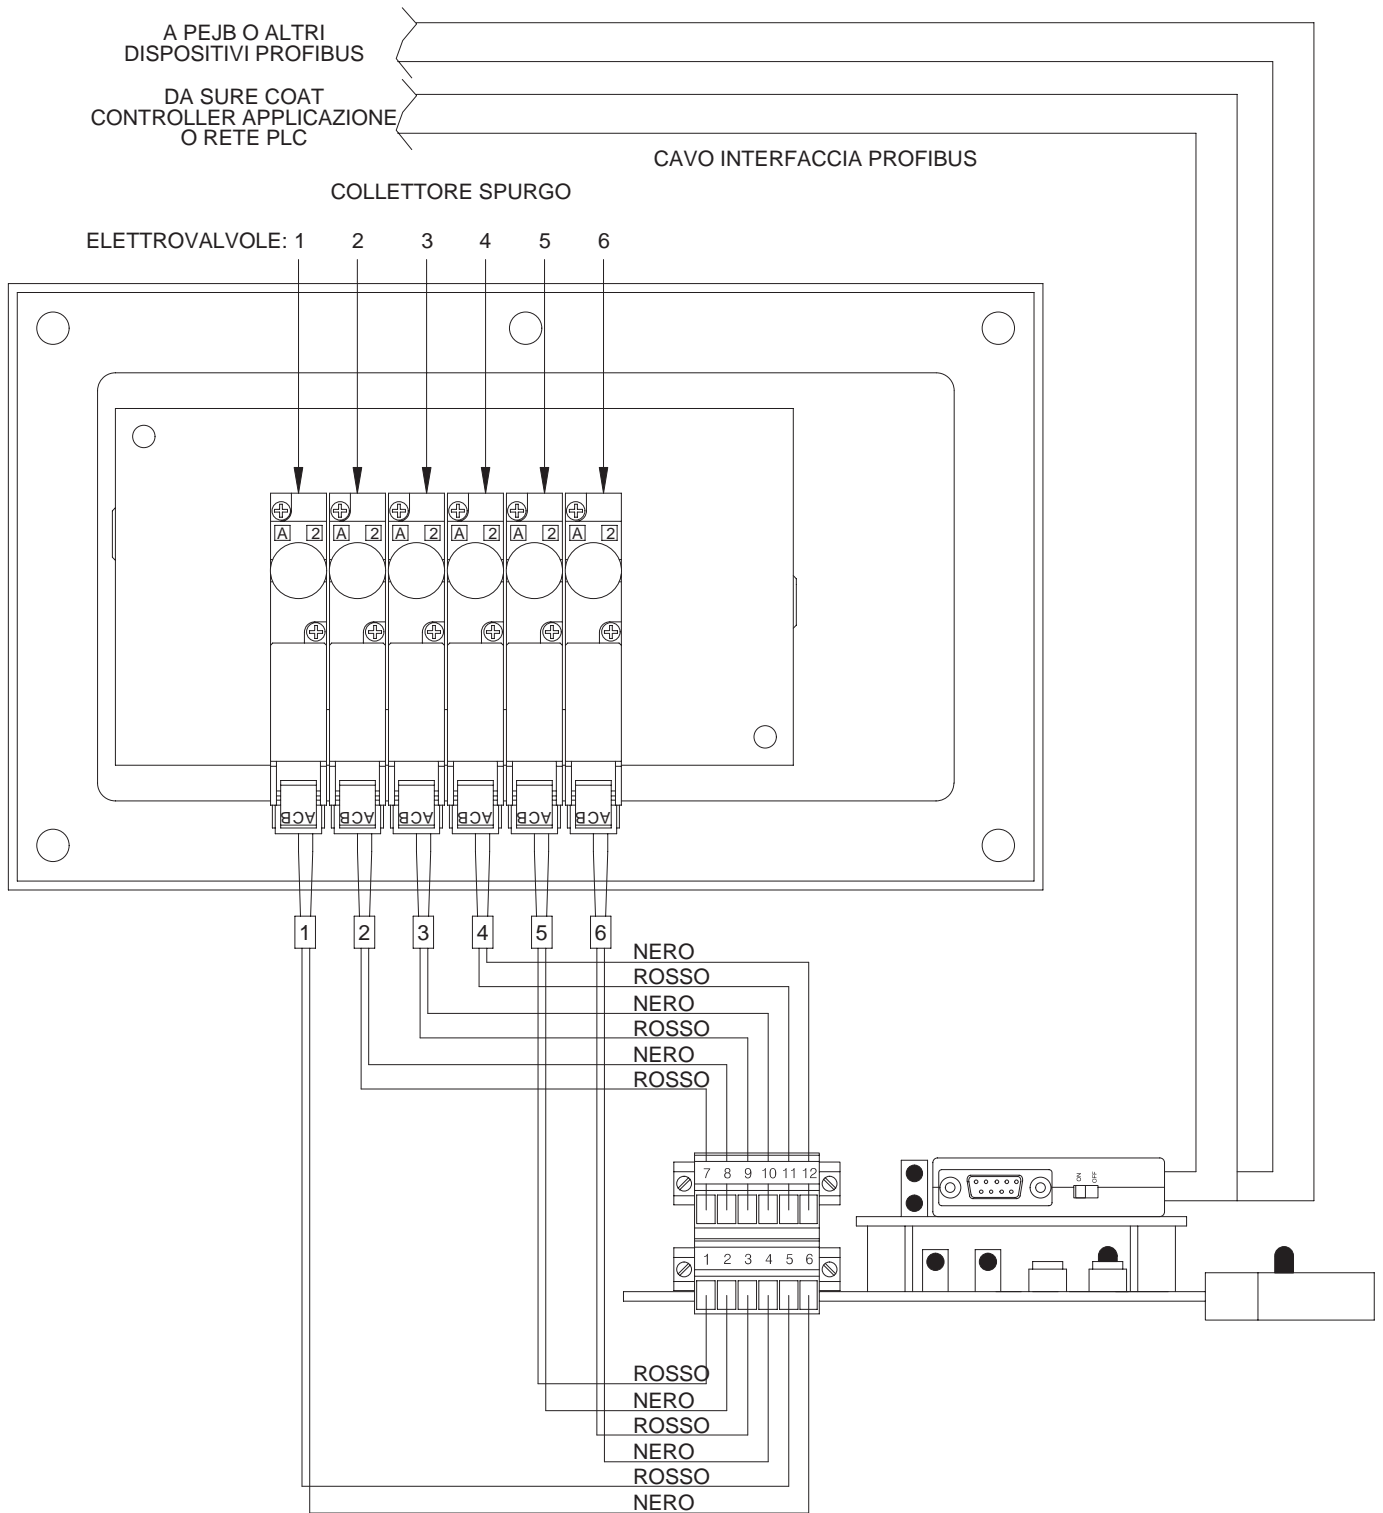 A PEJB O ALTRI
DISPOSITIVI PROFIBUS
DA SURE COAT
CONTROLLER APPLICAZIONE
O RETE PLC
CAVO INTERFACCIA PROFIBUS
COLLETTORE SPURGO
ELETTROVALVOLE: 1 2 3 4 5 6
A 2 A 2 A 2 A 2 A 2 A 2
ACB ACB ACB ACB ACB ACB
1 2 3 4 5 6
NERO
ROSSO
NERO
ROSSO
NERO
ROSSO
7 8 9 10 11 12
ON
OFF
1 2 3 4 5 6
ROSSO
NERO
ROSSO
NERO
ROSSO
NERO